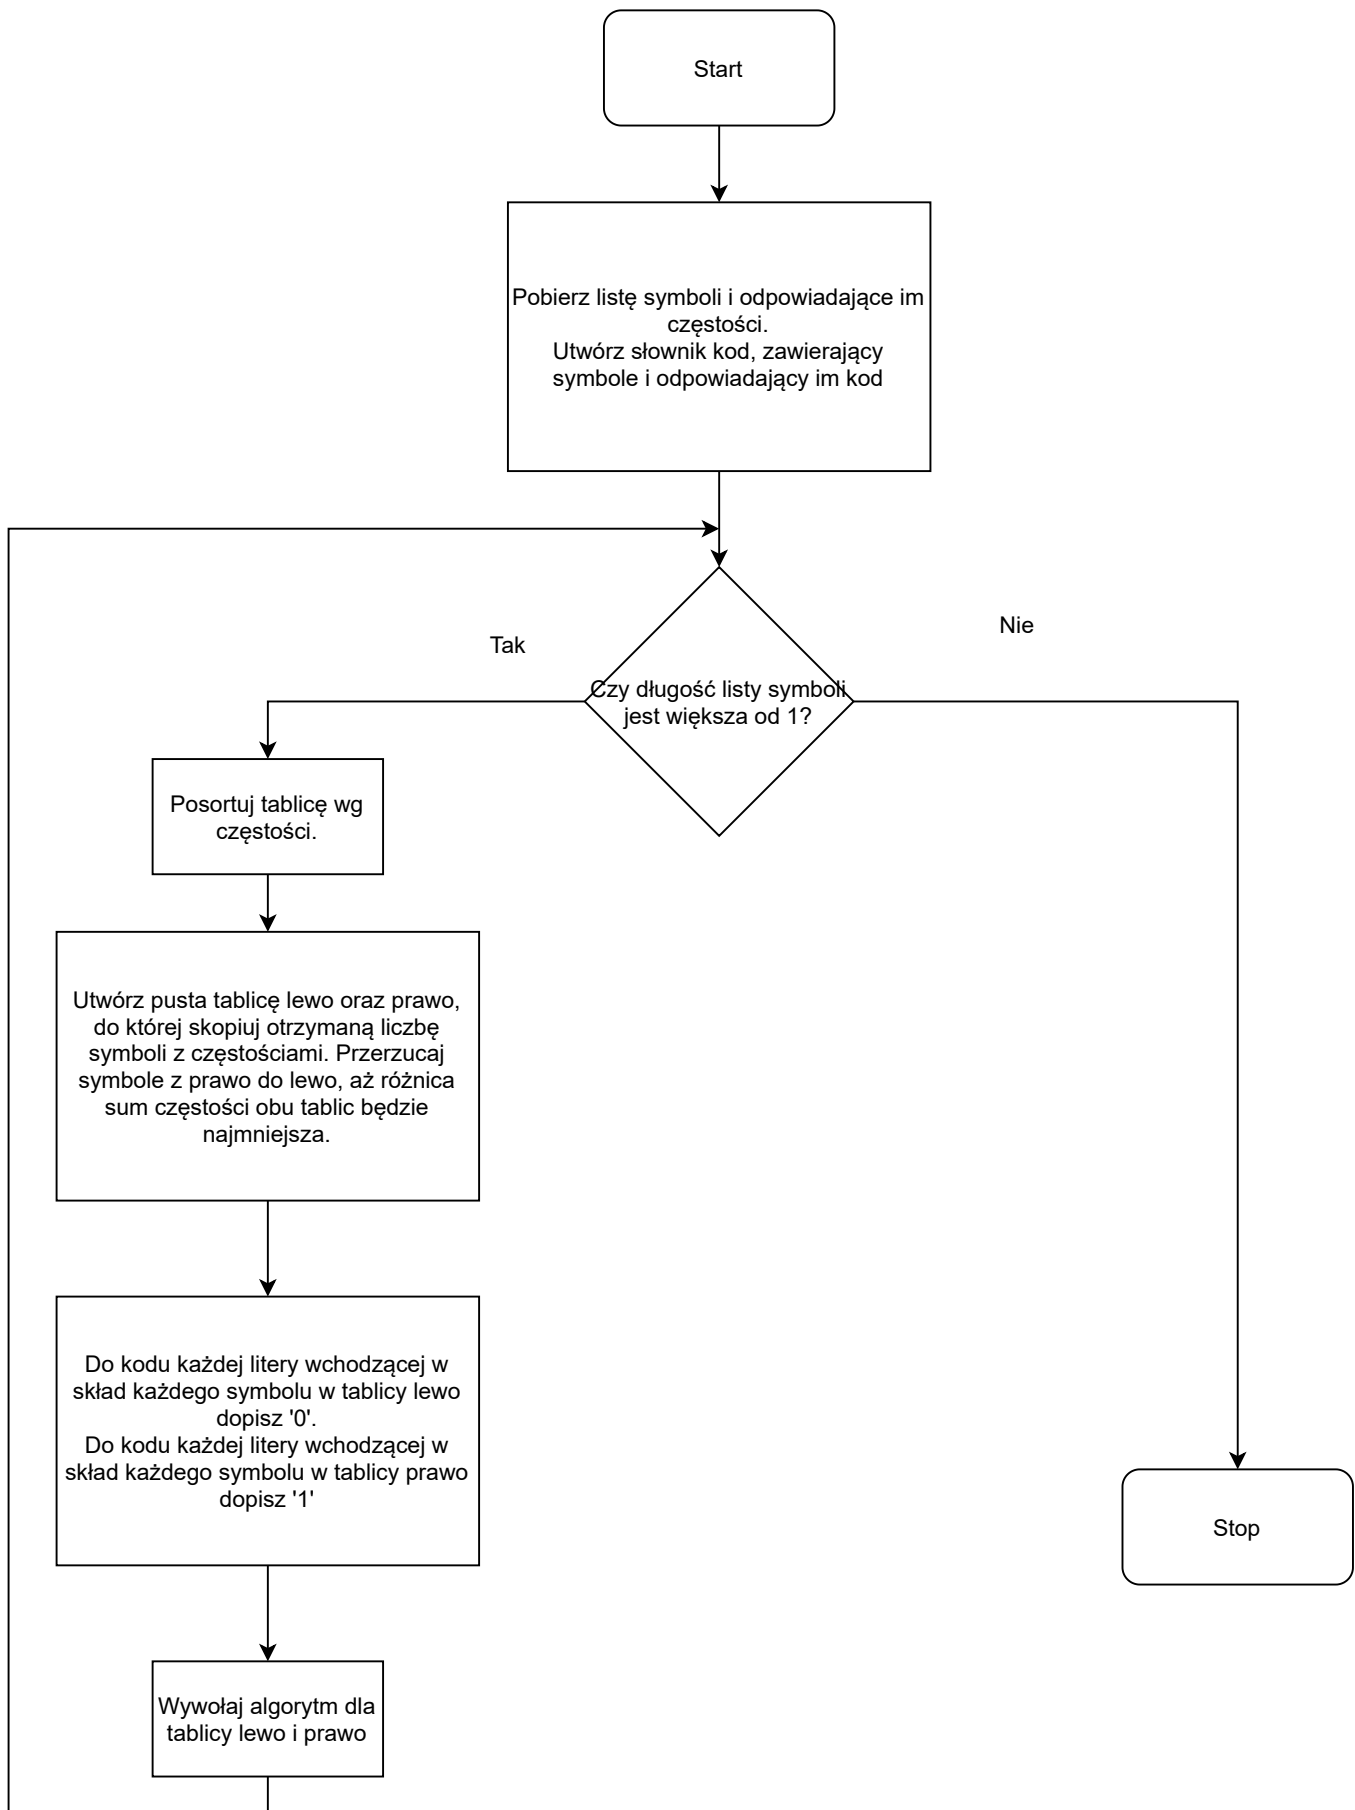 Start
Pobierz listę symboli i odpowiadające im
częstości.
Utwórz słownik kod, zawierający
symbole i odpowiadający im kod
Tak
Nie
Czy długość listy symboli
jest większa od 1?
Posortuj tablicę wg
częstości.
Utwórz pusta tablicę lewo oraz prawo,
do której skopiuj otrzymaną liczbę
symboli z częstościami. Przerzucaj
symbole z prawo do lewo, aż różnica
sum częstości obu tablic będzie
najmniejsza.
Do kodu każdej litery wchodzącej w
skład każdego symbolu w tablicy lewo
dopisz '0'.
Do kodu każdej litery wchodzącej w
skład każdego symbolu w tablicy prawo
dopisz '1'
Stop
Wywołaj algorytm dla
tablicy lewo i prawo